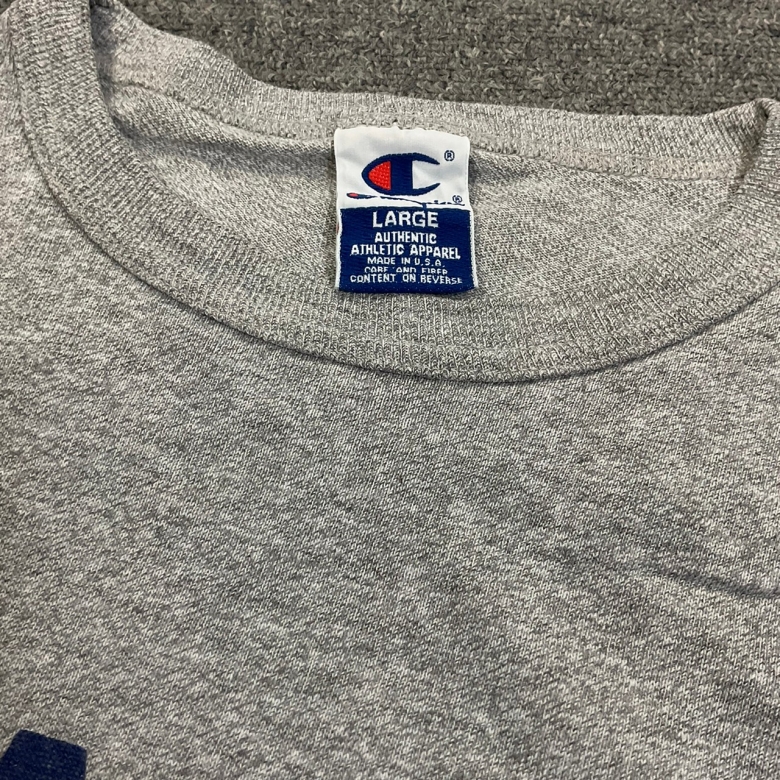 ®
®
LARGE
AUTHENTIC
ATHLETIC APPAREL
MADE IN U.S.A.
CARE AND FIBER
CONTENT ON REVERSE